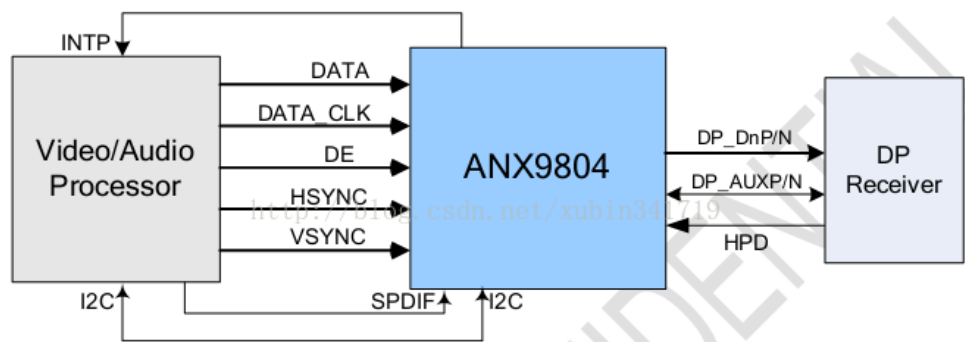 INTP
DATA
DATA_CLK
DE
HSYNC
VSYNC
Video/Audio
Processor
ANX9804
DP_DnP/N
DP_AUXP/N
HPD
DP
Receiver
I2C
SPDIF
I2C
http://blog.csdn.net/xubin341719
IDENTIAL